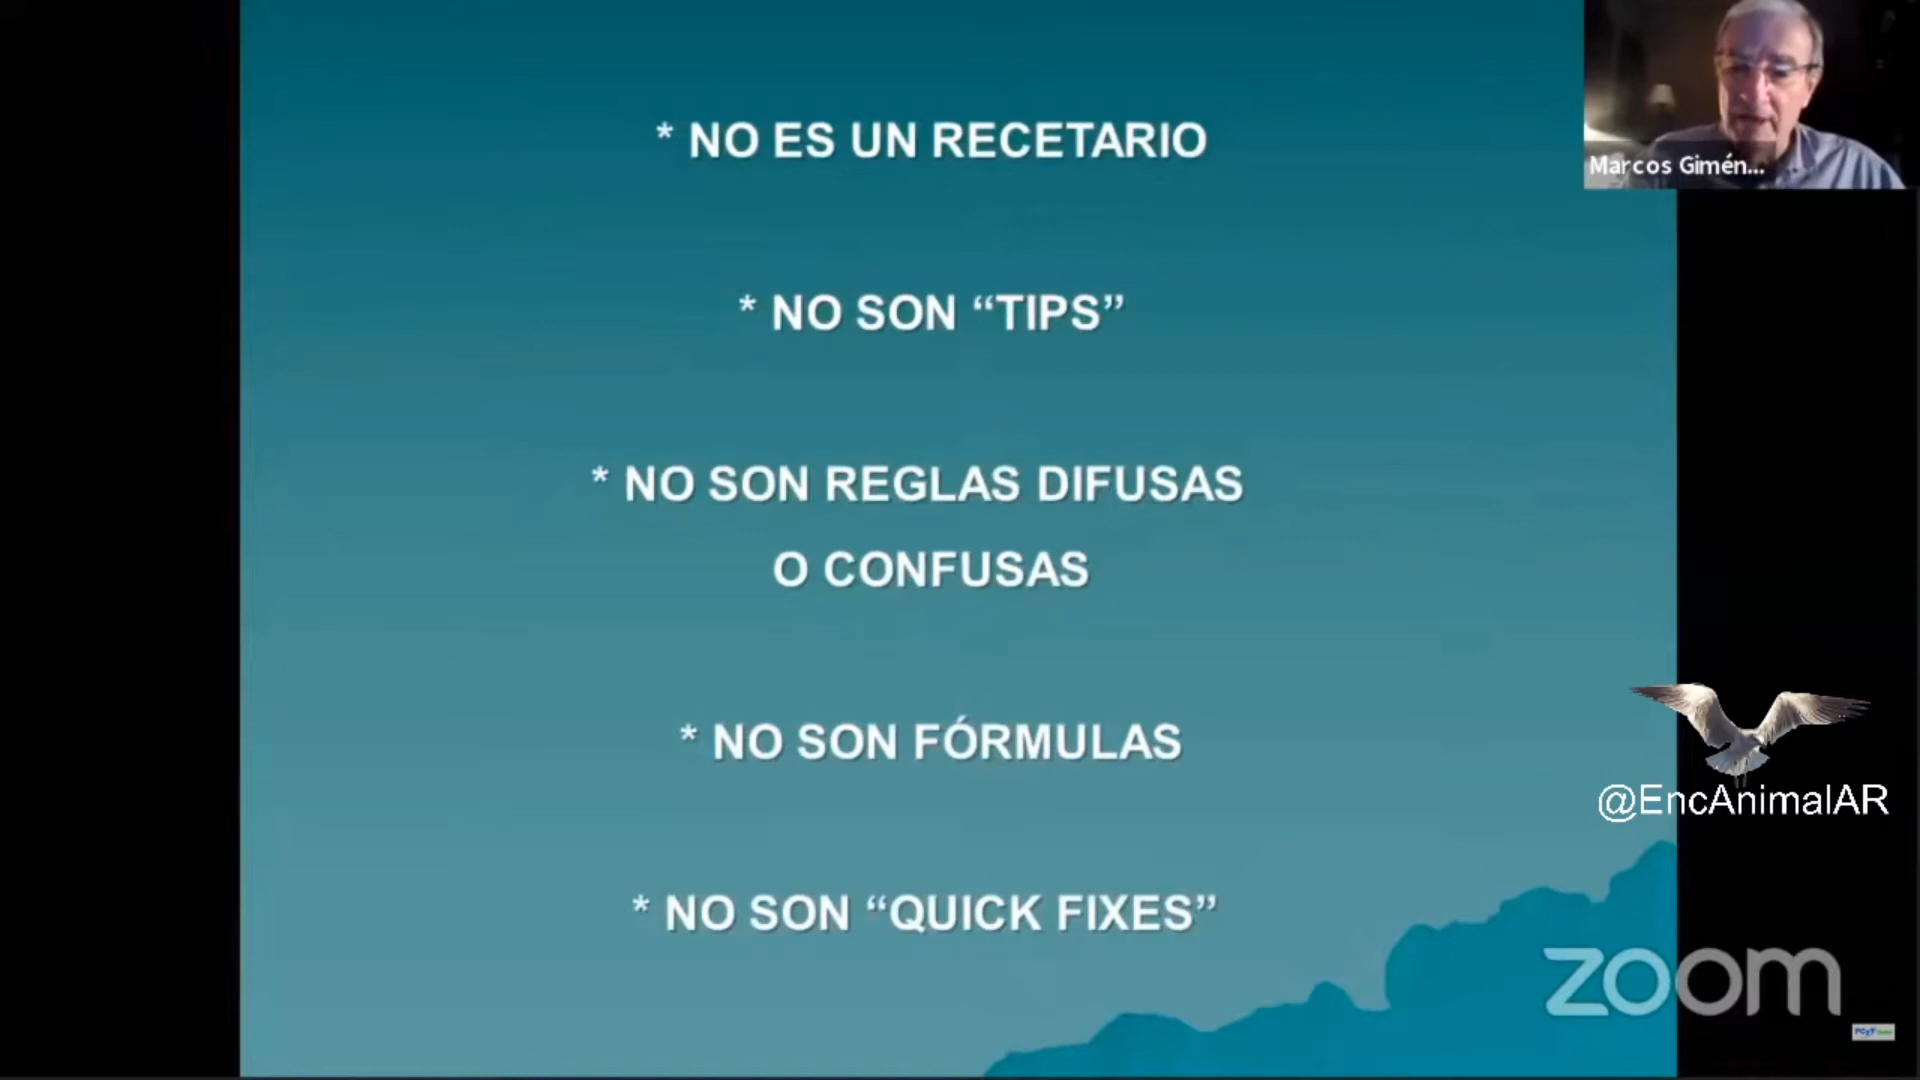 * NO ES UN RECETARIO
Marcos Gimén...
* NO SON “TIPS”
* NO SON REGLAS DIFUSAS
O CONFUSAS
* NO SON FÓRMULAS
@EncAnimalAR
* NO SON “QUICK FIXES”
zoom